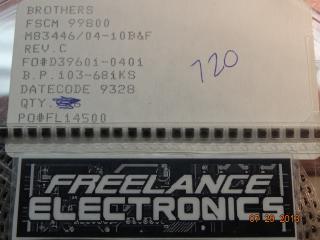 BROTHERS
FSCM 99800
M83446/04-10B&F
REV.C
FO#D39601-0401
B.P.103-681KS
DATECODE 9328
QTY.
PO#FL14500
120
FREELANCE
ELECTRONICS
07 29 2013